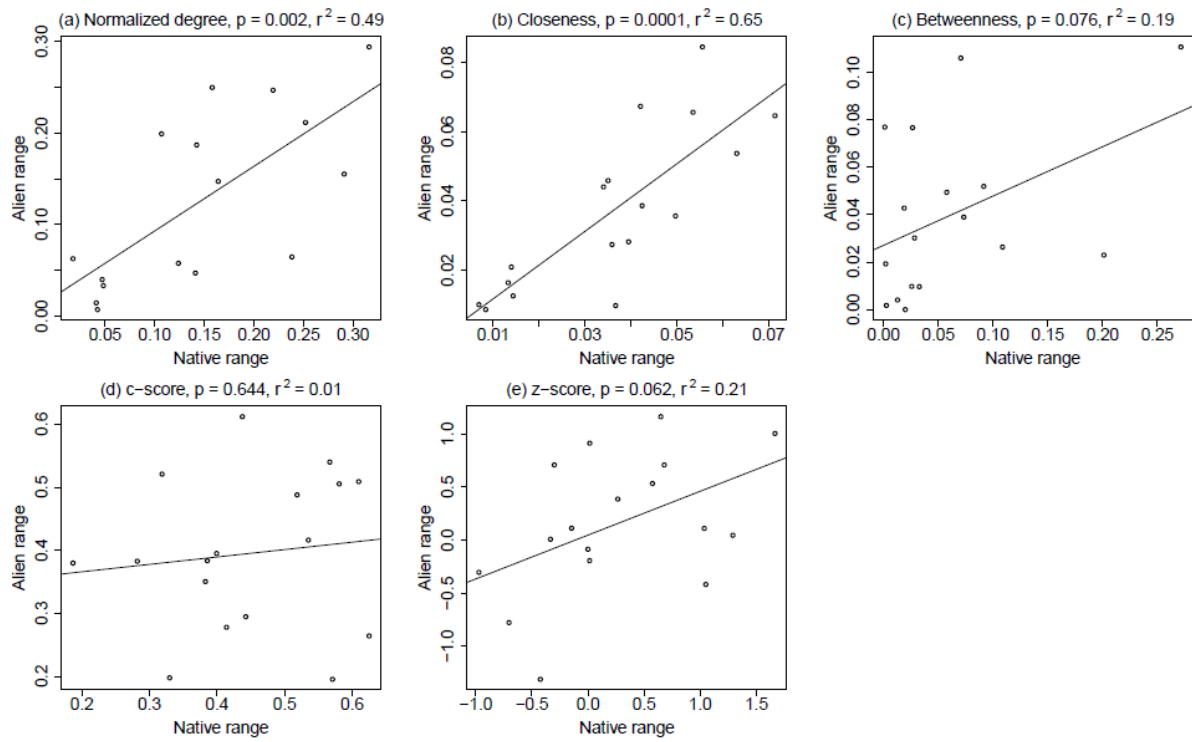 (a) Normalized degree, p = 0.002, r² = 0.49
Alien range
0.30
0.20
0.10
0.00
0.05 0.10 0.15 0.20 0.25 0.30
Native range
(b) Closeness, p = 0.0001, r² = 0.65
Alien range
0.08
0.06
0.04
0.02
0.01 0.03 0.05 0.07
Native range
(c) Betweenness, p = 0.076, r² = 0.19
Alien range
0.10
0.08
0.06
0.04
0.02
0.00
0.00 0.05 0.10 0.15 0.20 0.25
Native range
(d) c−score, p = 0.644, r² = 0.01
Alien range
0.6
0.5
0.4
0.3
0.2
0.2 0.3 0.4 0.5 0.6
Native range
(e) z−score, p = 0.062, r² = 0.21
Alien range
1.0
0.5
0.0
−0.5
−1.0
−1.0 −0.5 0.0 0.5 1.0 1.5
Native range